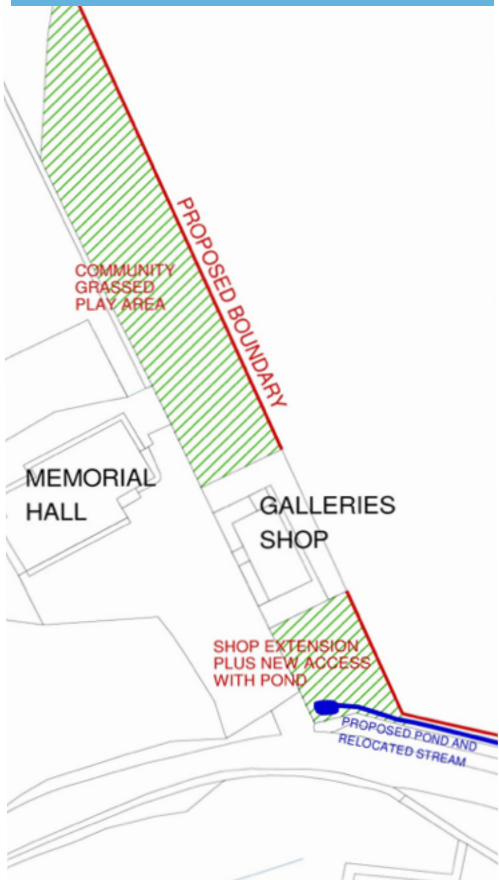 PROPOSED BOUNDARY
COMMUNITY
GRASSED
PLAY AREA
MEMORIAL
HALL
GALLERIES
SHOP
SHOP EXTENSION
PLUS NEW ACCESS
WITH POND
PROPOSED POND AND
RELOCATED STREAM